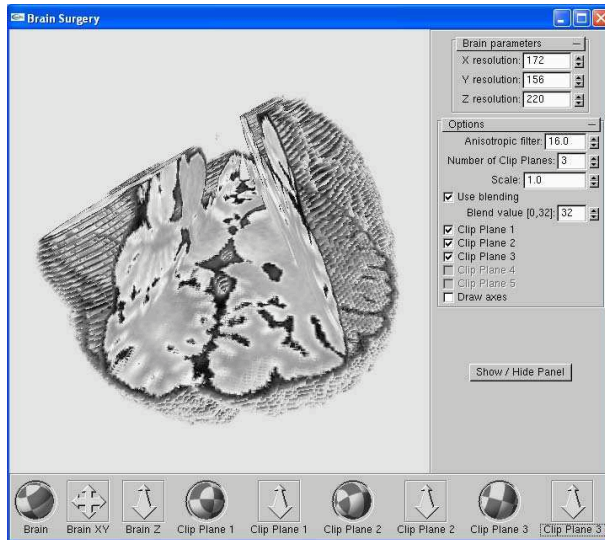 Brain Surgery
Brain parameters
X resolution: 172
Y resolution: 156
Z resolution: 220
Options
Anisotropic filter: 16.0
Number of Clip Planes: 3
Scale: 1.0
Use blending
Blend value [0,32]: 32
Clip Plane 1
Clip Plane 2
Clip Plane 3
Clip Plane 4
Clip Plane 5
Draw axes
Show / Hide Panel
Brain Brain XY Brain Z Clip Plane 1 Clip Plane 1 Clip Plane 2 Clip Plane 2 Clip Plane 3 Clip Plane 3